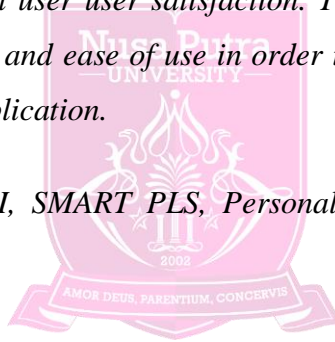 user user satisfaction. T
and ease of use in order t
plication.
Nusa Putra
UNIVERSITY
I, SMART PLS, Personal
2002
AMOR DEUS, PARENTIUM, CONCERVIS